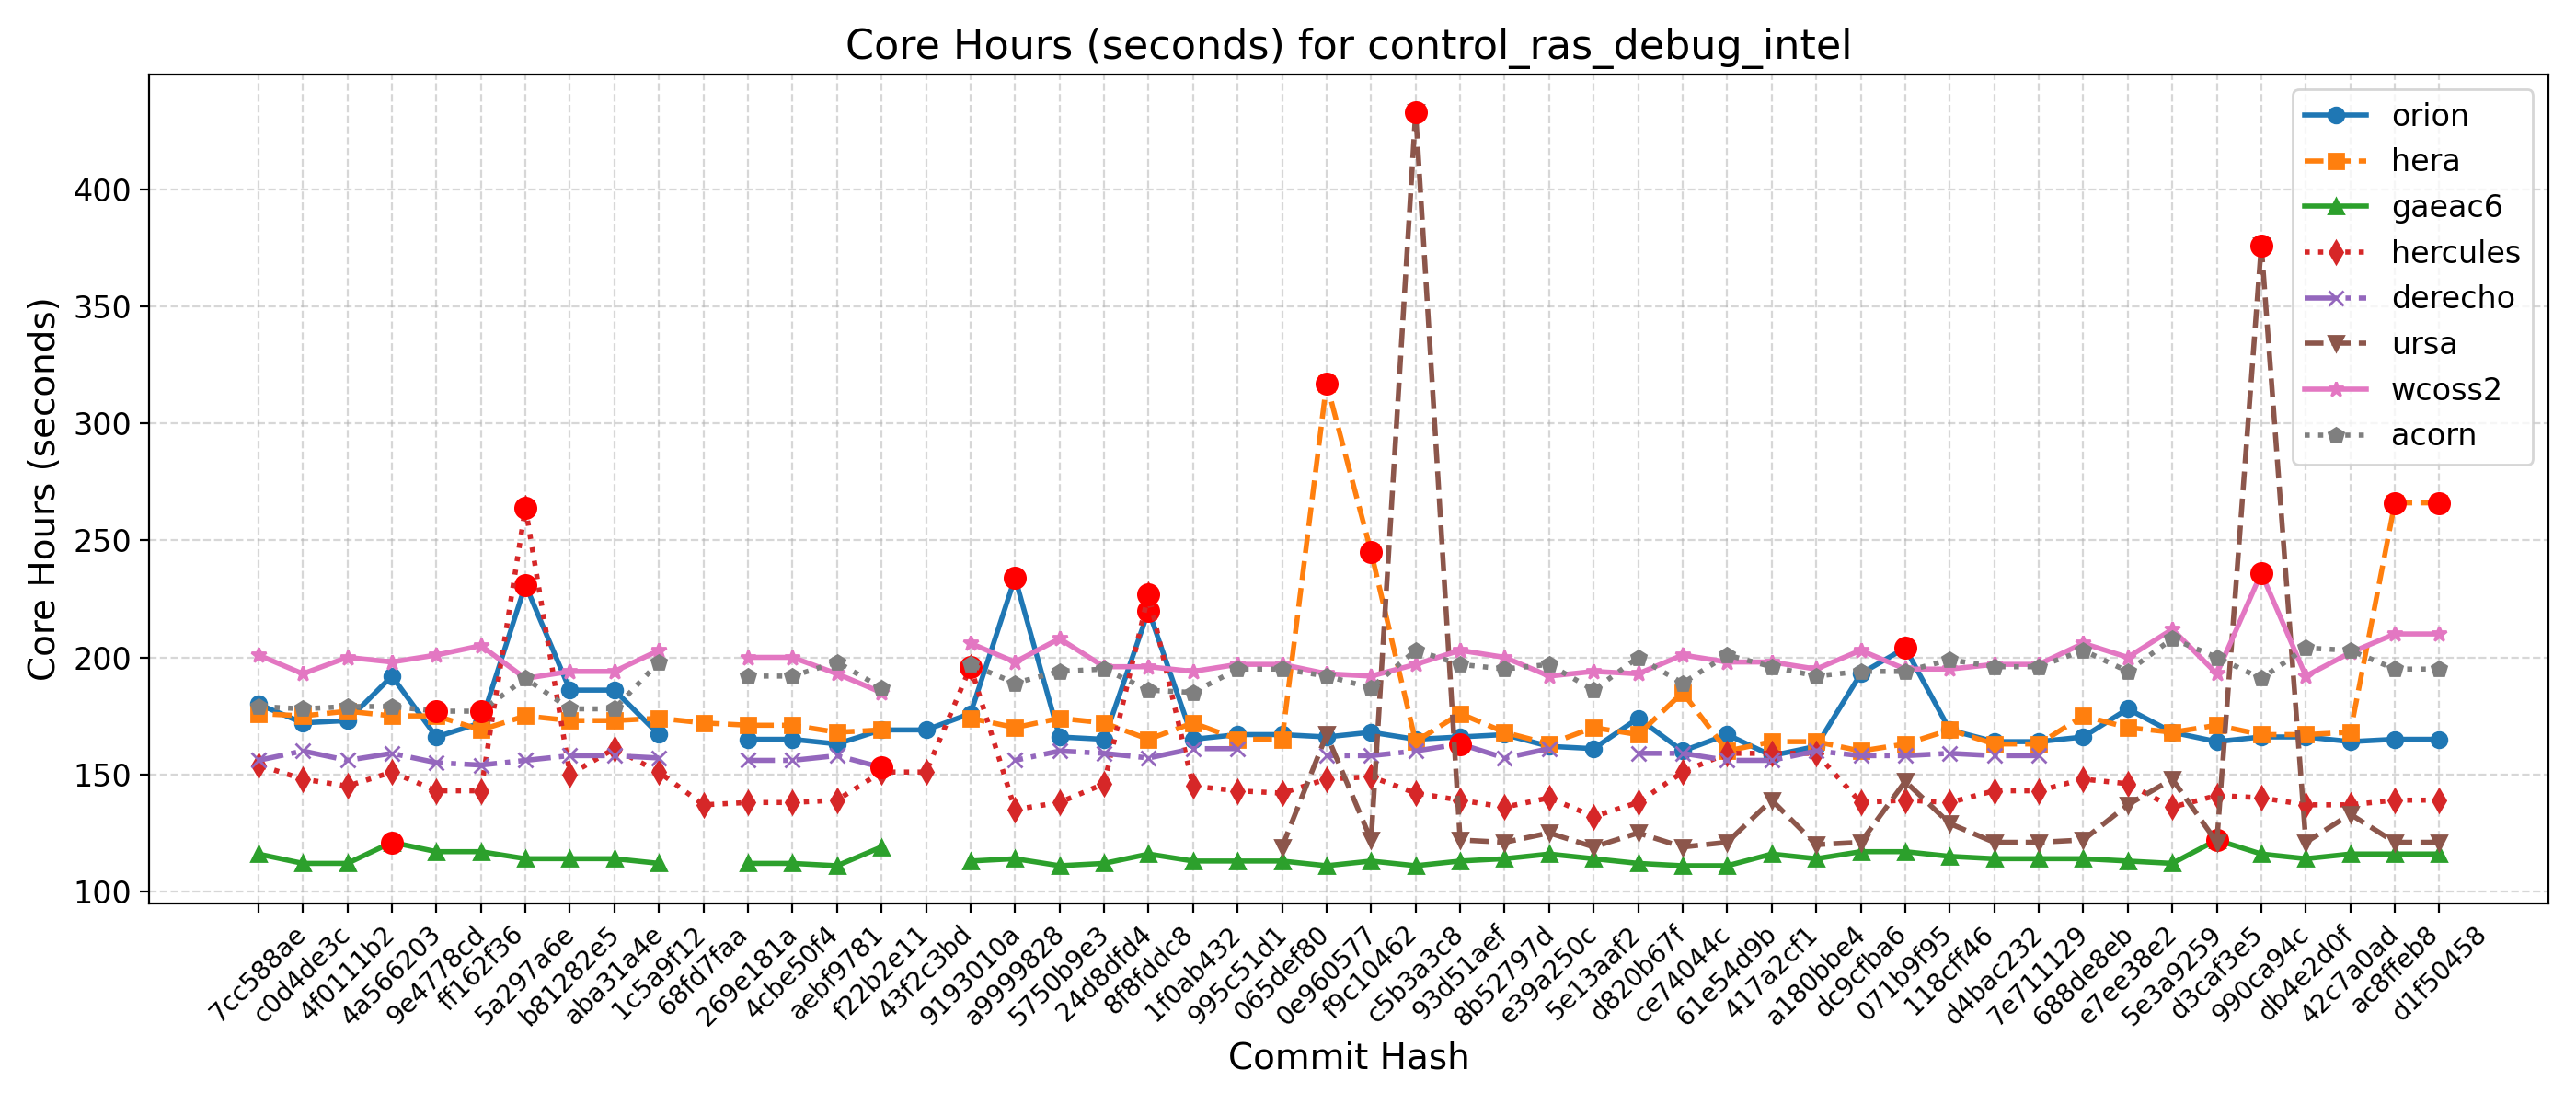 Core Hours (seconds) for control_ras_debug_intel
Core Hours (seconds)
400
350
300
250
200
150
100
orion
hera
gaeac6
hercules
derecho
ursa
wcoss2
acorn
7cc588ae
c0d4de3c
4f0111b2
4a566203
9e4778cd
ff162f36
5a297a6e
b81282e5
aba31a4e
1c5a9f12
68fd7faa
269e181a
4cbe50f4
aebf9781
f22b2e11
43f2c3bd
9193010a
a9999828
5750b9e3
24d8dfd4
8f8fddc8
1f0ab432
995c51d1
065def80
0e960577
f9c10462
c5b3a3c8
93d51aef
8b52797d
e39a250c
5e13aaf2
d820b67f
ce74044c
61e54d9b
417a2cf1
a180bbe4
dc9cfba6
071b9f95
118cff46
d4bac232
7e711129
688de8eb
e7ee38e2
5e3a9259
d3caf3e5
990ca94c
db4e2d0f
42c7a0ad
ac8ffeb8
d1f50458
Commit Hash